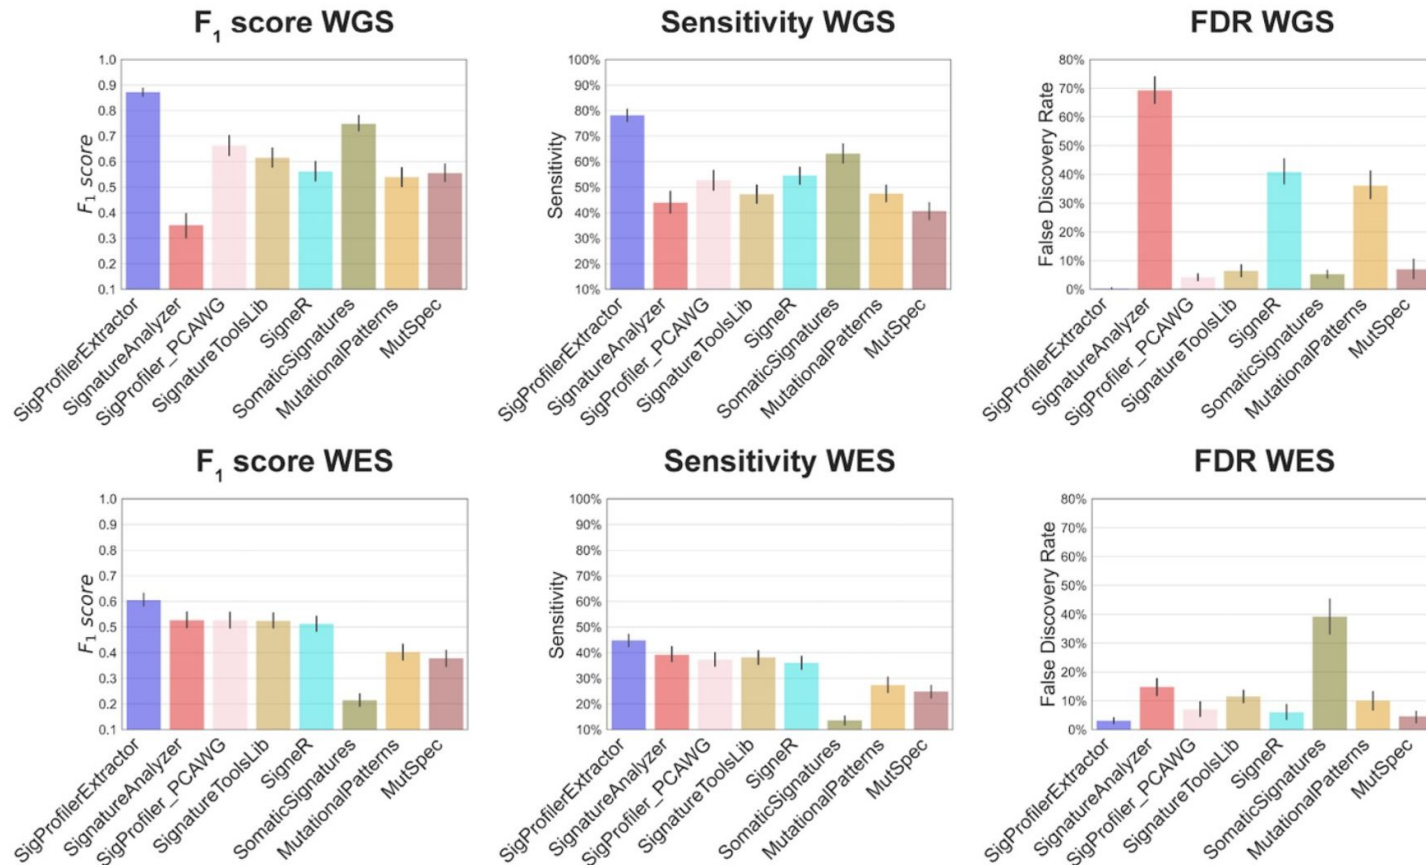 F1 score WGS
Sensitivity WGS
FDR WGS
F1 score
1.0
0.9
0.8
0.7
0.6
0.5
0.4
0.3
0.2
0.1
SigProfilerExtractor
SignatureAnalyzer
SigProfiler_PCAWG
SignatureToolsLib
SigneR
SomaticSignatures
MutationalPatterns
MutSpec
Sensitivity
100%
90%
80%
70%
60%
50%
40%
30%
20%
10%
SigProfilerExtractor
SignatureAnalyzer
SigProfiler_PCAWG
SignatureToolsLib
SigneR
SomaticSignatures
MutationalPatterns
MutSpec
False Discovery Rate
80%
70%
60%
50%
40%
30%
20%
10%
0%
SigProfilerExtractor
SignatureAnalyzer
SigProfiler_PCAWG
SignatureToolsLib
SigneR
SomaticSignatures
MutationalPatterns
MutSpec
F1 score WES
Sensitivity WES
FDR WES
F1 score
1.0
0.9
0.8
0.7
0.6
0.5
0.4
0.3
0.2
0.1
SigProfilerExtractor
SignatureAnalyzer
SigProfiler_PCAWG
SignatureToolsLib
SigneR
SomaticSignatures
MutationalPatterns
MutSpec
Sensitivity
100%
90%
80%
70%
60%
50%
40%
30%
20%
10%
SigProfilerExtractor
SignatureAnalyzer
SigProfiler_PCAWG
SignatureToolsLib
SigneR
SomaticSignatures
MutationalPatterns
MutSpec
False Discovery Rate
80%
70%
60%
50%
40%
30%
20%
10%
0%
SigProfilerExtractor
SignatureAnalyzer
SigProfiler_PCAWG
SignatureToolsLib
SigneR
SomaticSignatures
MutationalPatterns
MutSpec